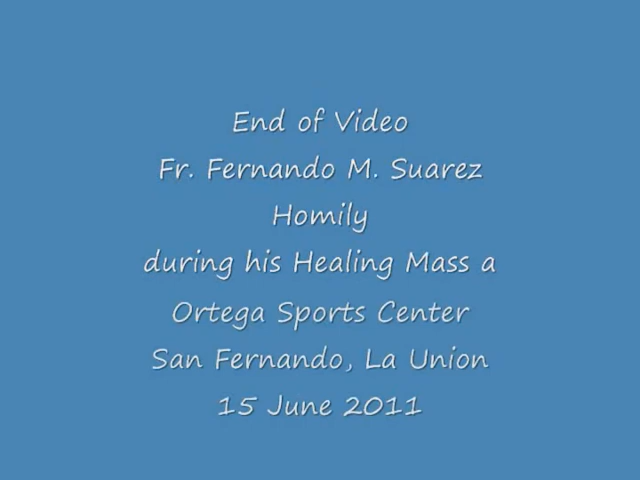 End of Video
Fr. Fernando M. Suarez
Homily
during his Healing Mass a
Ortega Sports Center
San Fernando, La Union
15 June 2011